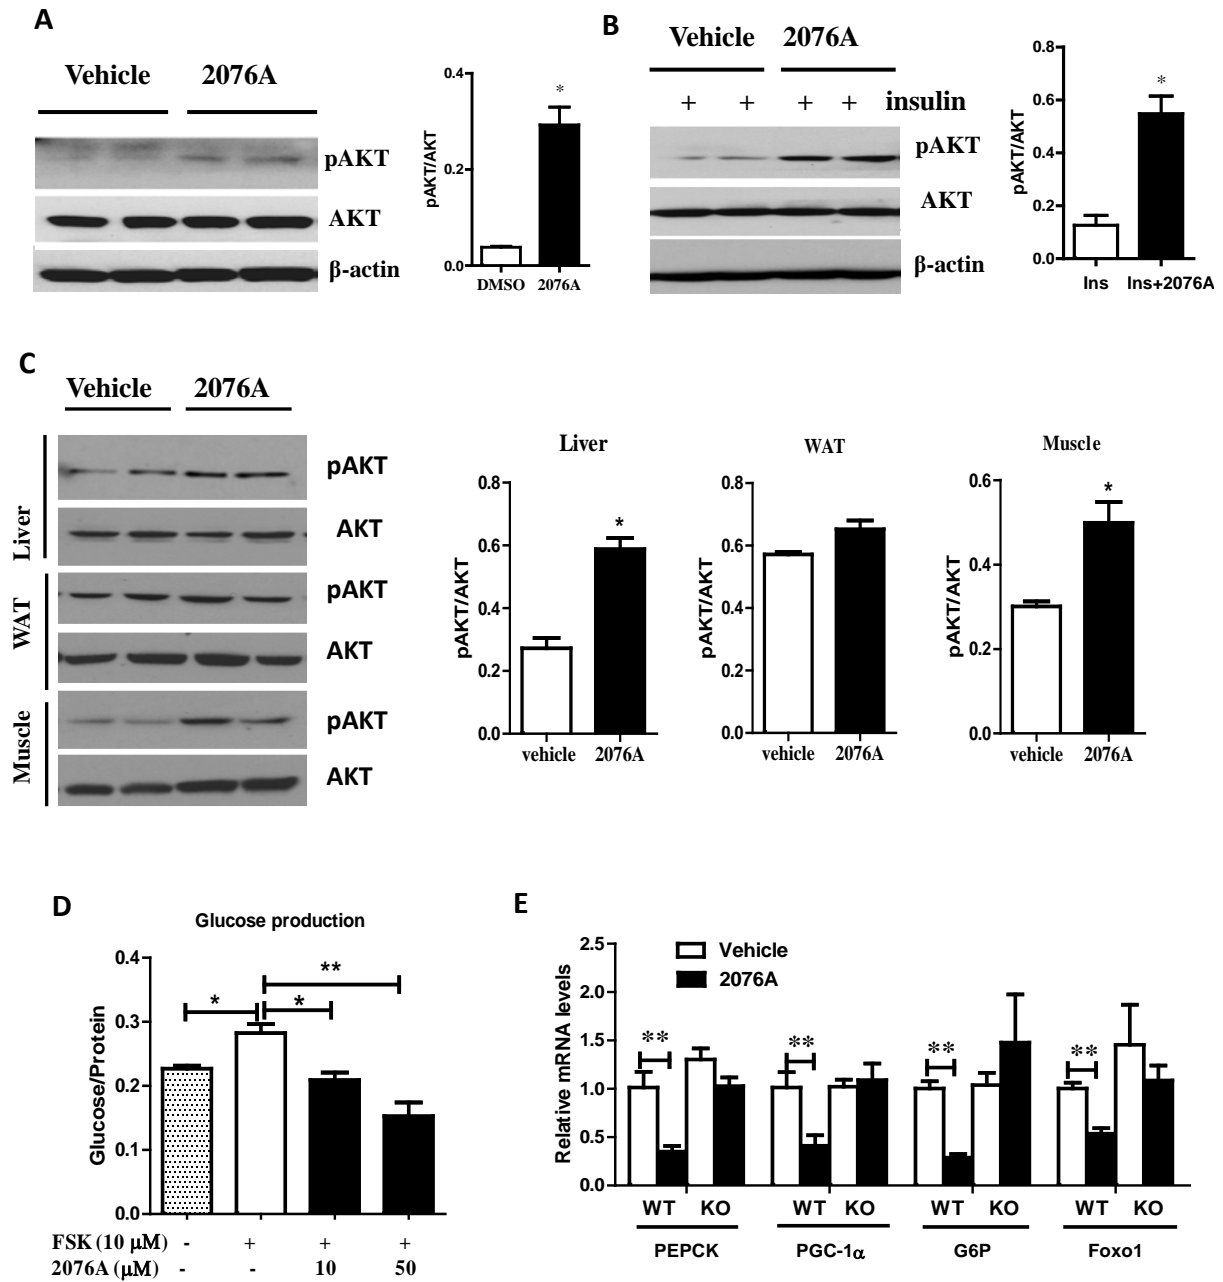 A
Vehicle 2076A
pAKT
AKT
β-actin
pAKT/AKT
0.4
0.2
0.0
*
DMSO 2076A
B
Vehicle 2076A
+ + + + insulin
pAKT
AKT
β-actin
pAKT/AKT
0.8
0.6
0.4
0.2
0.0
*
Ins Ins+2076A
C
Vehicle 2076A
Liver
pAKT
AKT
WAT
pAKT
AKT
Muscle
pAKT
AKT
Liver
pAKT/AKT
0.8
0.6
0.4
0.2
0.0
*
vehicle 2076A
WAT
pAKT/AKT
0.8
0.6
0.4
0.2
0.0
vehicle 2076A
Muscle
pAKT/AKT
0.6
0.4
0.2
0.0
*
vehicle 2076A
D
Glucose production
Glucose/Protein
0.4
0.3
0.2
0.1
0.0
**
* *
FSK (10 μM) - + + +
2076A (μM) - - 10 50
E
Vehicle
2076A
Relative mRNA levels
2.5
2.0
1.5
1.0
0.5
0.0
** ** ** **
WT KO WT KO WT KO WT KO
PEPCK PGC-1α G6P Foxo1